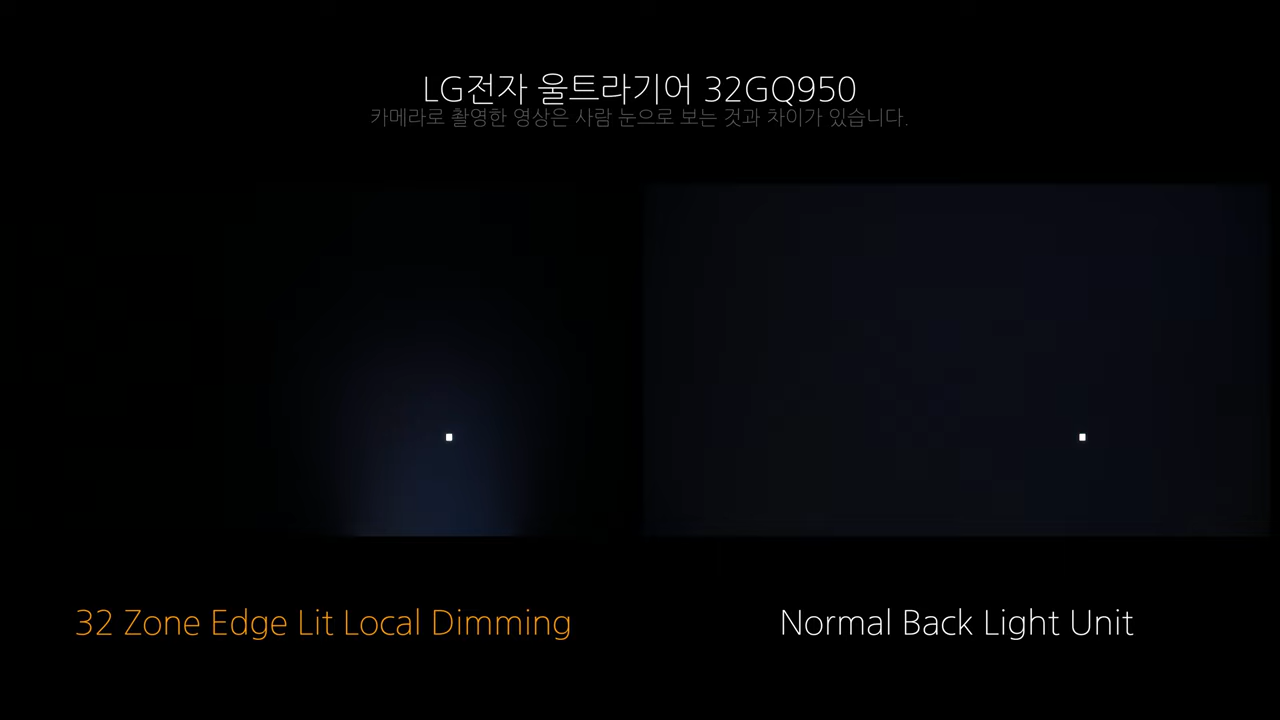 LG전자 울트라기어 32GQ950
카메라로 촬영한 영상은 사람 눈으로 보는 것과 차이가 있습니다.
32 Zone Edge Lit Local Dimming
Normal Back Light Unit